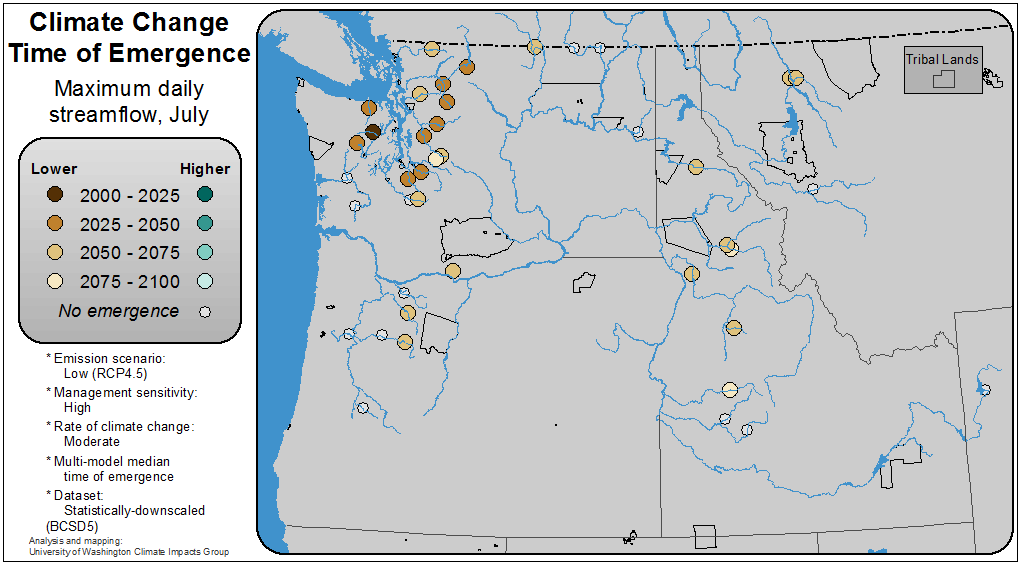 Climate Change
Time of Emergence
Maximum daily
streamflow, July
Lower Higher
2000 - 2025
2025 - 2050
2050 - 2075
2075 - 2100
No emergence
* Emission scenario:
Low (RCP4.5)
* Management sensitivity:
High
* Rate of climate change:
Moderate
* Multi-model median
time of emergence
* Dataset:
Statistically-downscaled
(BCSD5)
Analysis and mapping:
University of Washington Climate Impacts Group
Tribal Lands